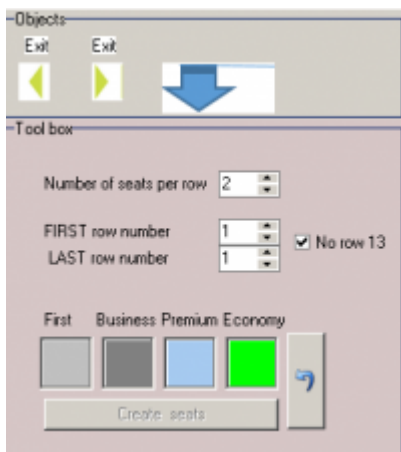 Objects
Exit Exit
Tool box
Number of seats per row 2
FIRST row number 1
No row 13
LAST row number 1
First Business Premium Economy
Create seats